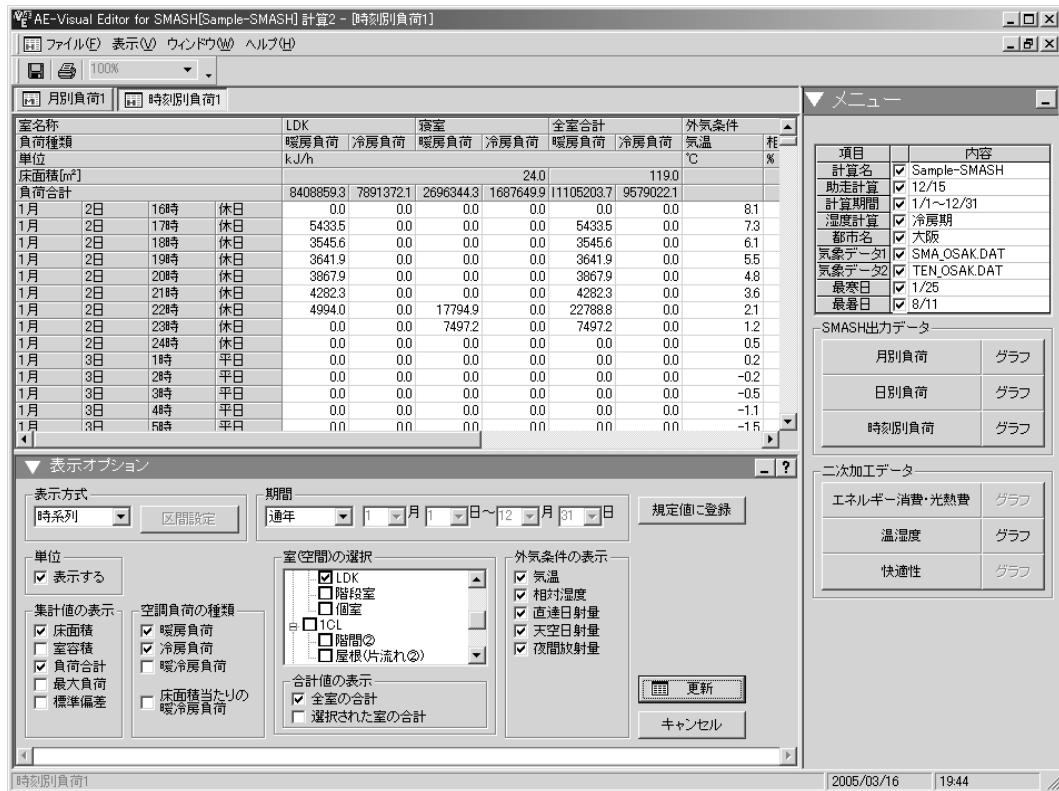 AE-Visual Editor for SMASH[Sample-SMASH] 計算2 - [時刻別負荷1]
ファイル(F) 表示(V) ウィンドウ(W) ヘルプ(H)
100%
月別負荷1 時刻別負荷1
室名称 LDK 寝室 全室合計 外気条件
負荷種類 暖房負荷 冷房負荷 暖房負荷 冷房負荷 暖房負荷 冷房負荷 気温 相
単位 kJ/h ℃ %
床面積[m²] 24.0 119.0
負荷合計 8408859.3 7891372.1 2696344.3 1687649.9 11105203.7 9579022.1
1月 2日 16時 休日 0.0 0.0 0.0 0.0 0.0 0.0 8.1
1月 2日 17時 休日 5433.5 0.0 0.0 0.0 5433.5 0.0 7.3
1月 2日 18時 休日 3545.6 0.0 0.0 0.0 3545.6 0.0 6.1
1月 2日 19時 休日 3641.9 0.0 0.0 0.0 3641.9 0.0 5.5
1月 2日 20時 休日 3867.9 0.0 0.0 0.0 3867.9 0.0 4.8
1月 2日 21時 休日 4282.3 0.0 0.0 0.0 4282.3 0.0 3.6
1月 2日 22時 休日 4994.0 0.0 17794.9 0.0 22788.8 0.0 2.1
1月 2日 23時 休日 0.0 0.0 7497.2 0.0 7497.2 0.0 1.2
1月 2日 24時 休日 0.0 0.0 0.0 0.0 0.0 0.0 0.5
1月 3日 1時 平日 0.0 0.0 0.0 0.0 0.0 0.0 0.2
1月 3日 2時 平日 0.0 0.0 0.0 0.0 0.0 0.0 -0.2
1月 3日 3時 平日 0.0 0.0 0.0 0.0 0.0 0.0 -0.5
1月 3日 4時 平日 0.0 0.0 0.0 0.0 0.0 0.0 -1.1
1月 3日 5時 平日 0.0 0.0 0.0 0.0 0.0 0.0 -1.5
▼ 表示オプション
表示方式
時系列 区間設定
期間
通年 1 月 1 日～12 月 31 日
規定値に登録
単位
表示する
集計値の表示
床面積
室容積
負荷合計
最大負荷
標準偏差
空調負荷の種類
暖房負荷
冷房負荷
暖冷房負荷
床面積当たりの
暖冷房負荷
室(空間)の選択
LDK
階段室
個室
1CL
階間②
屋根(片流れ②)
合計値の表示
全室の合計
選択された室の合計
外気条件の表示
気温
相対湿度
直達日射量
天空日射量
夜間放射量
更新
キャンセル
▼ メニュー
項目 内容
計算名 Sample-SMASH
助走計算 12/15
計算期間 1/1～12/31
湿度計算 冷房期
都市名 大阪
気象データ1 SMA_OSAK.DAT
気象データ2 TEN_OSAK.DAT
最寒日 1/25
最暑日 8/11
SMASH出力データ
月別負荷 グラフ
日別負荷 グラフ
時刻別負荷 グラフ
二次加工データ
エネルギー消費・光熱費 グラフ
温湿度 グラフ
快適性 グラフ
時刻別負荷1 2005/03/16 19:44